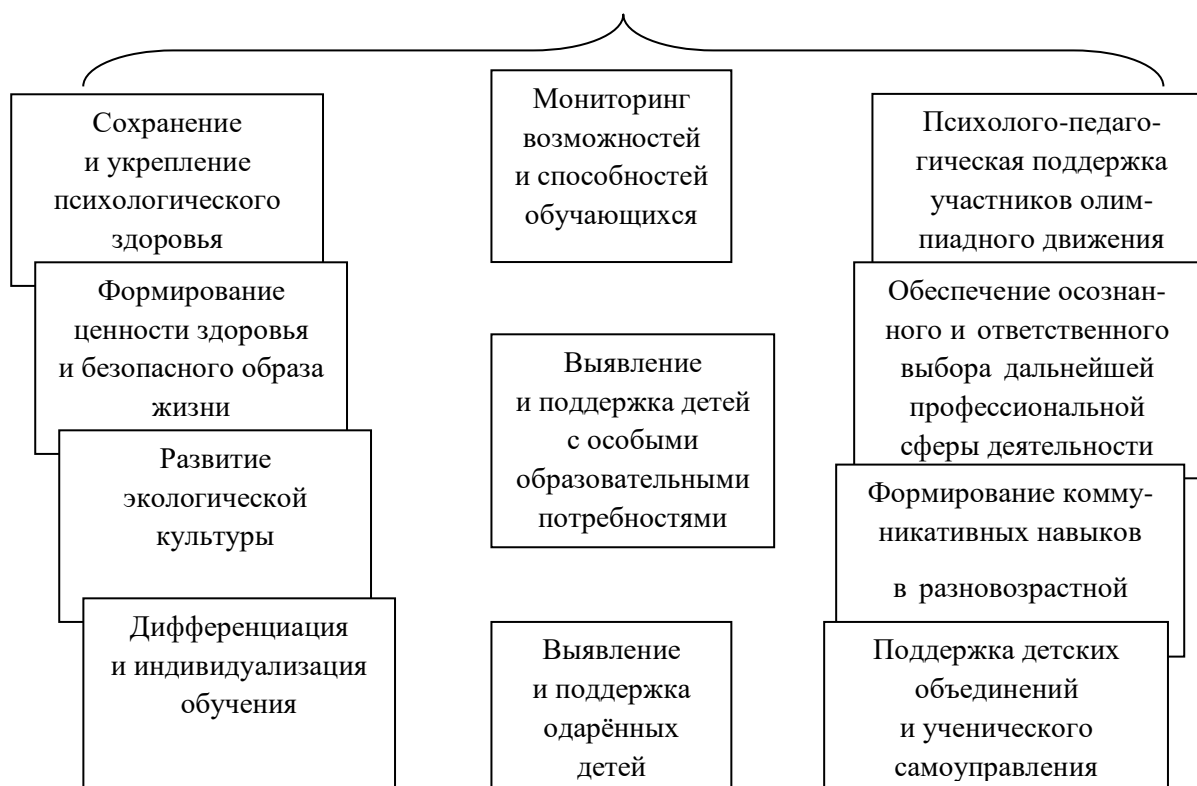 Сохранение
и укрепление
психологического
здоровья
Формирование
ценности здоровья
и безопасного образа
жизни
Развитие
экологической
культуры
Дифференциация
и индивидуализация
обучения
Мониторинг
возможностей
и способностей
обучающихся
Выявление
и поддержка детей
с особыми
образовательными
потребностями
Выявление
и поддержка
одарённых
детей
Психолого-педаго-
гическая поддержка
участников олим-
пиадного движения
Обеспечение осознан-
ного и ответственного
выбора дальнейшей
профессиональной
сферы деятельности
Формирование комму-
никативных навыков
в разновозрастной
Поддержка детских
объединений
и ученического
самоуправления